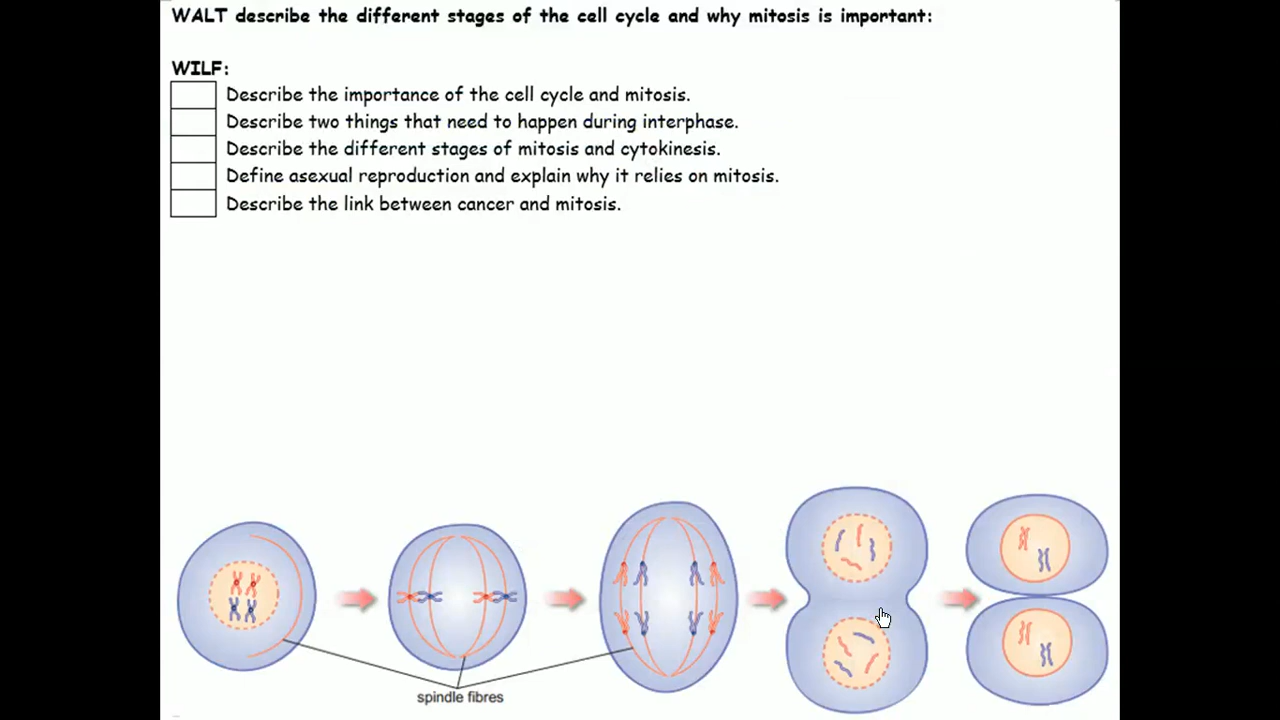 WALT describe the different stages of the cell cycle and why mitosis is important:
WILF:
Describe the importance of the cell cycle and mitosis.
Describe two things that need to happen during interphase.
Describe the different stages of mitosis and cytokinesis.
Define asexual reproduction and explain why it relies on mitosis.
Describe the link between cancer and mitosis.
spindle fibres